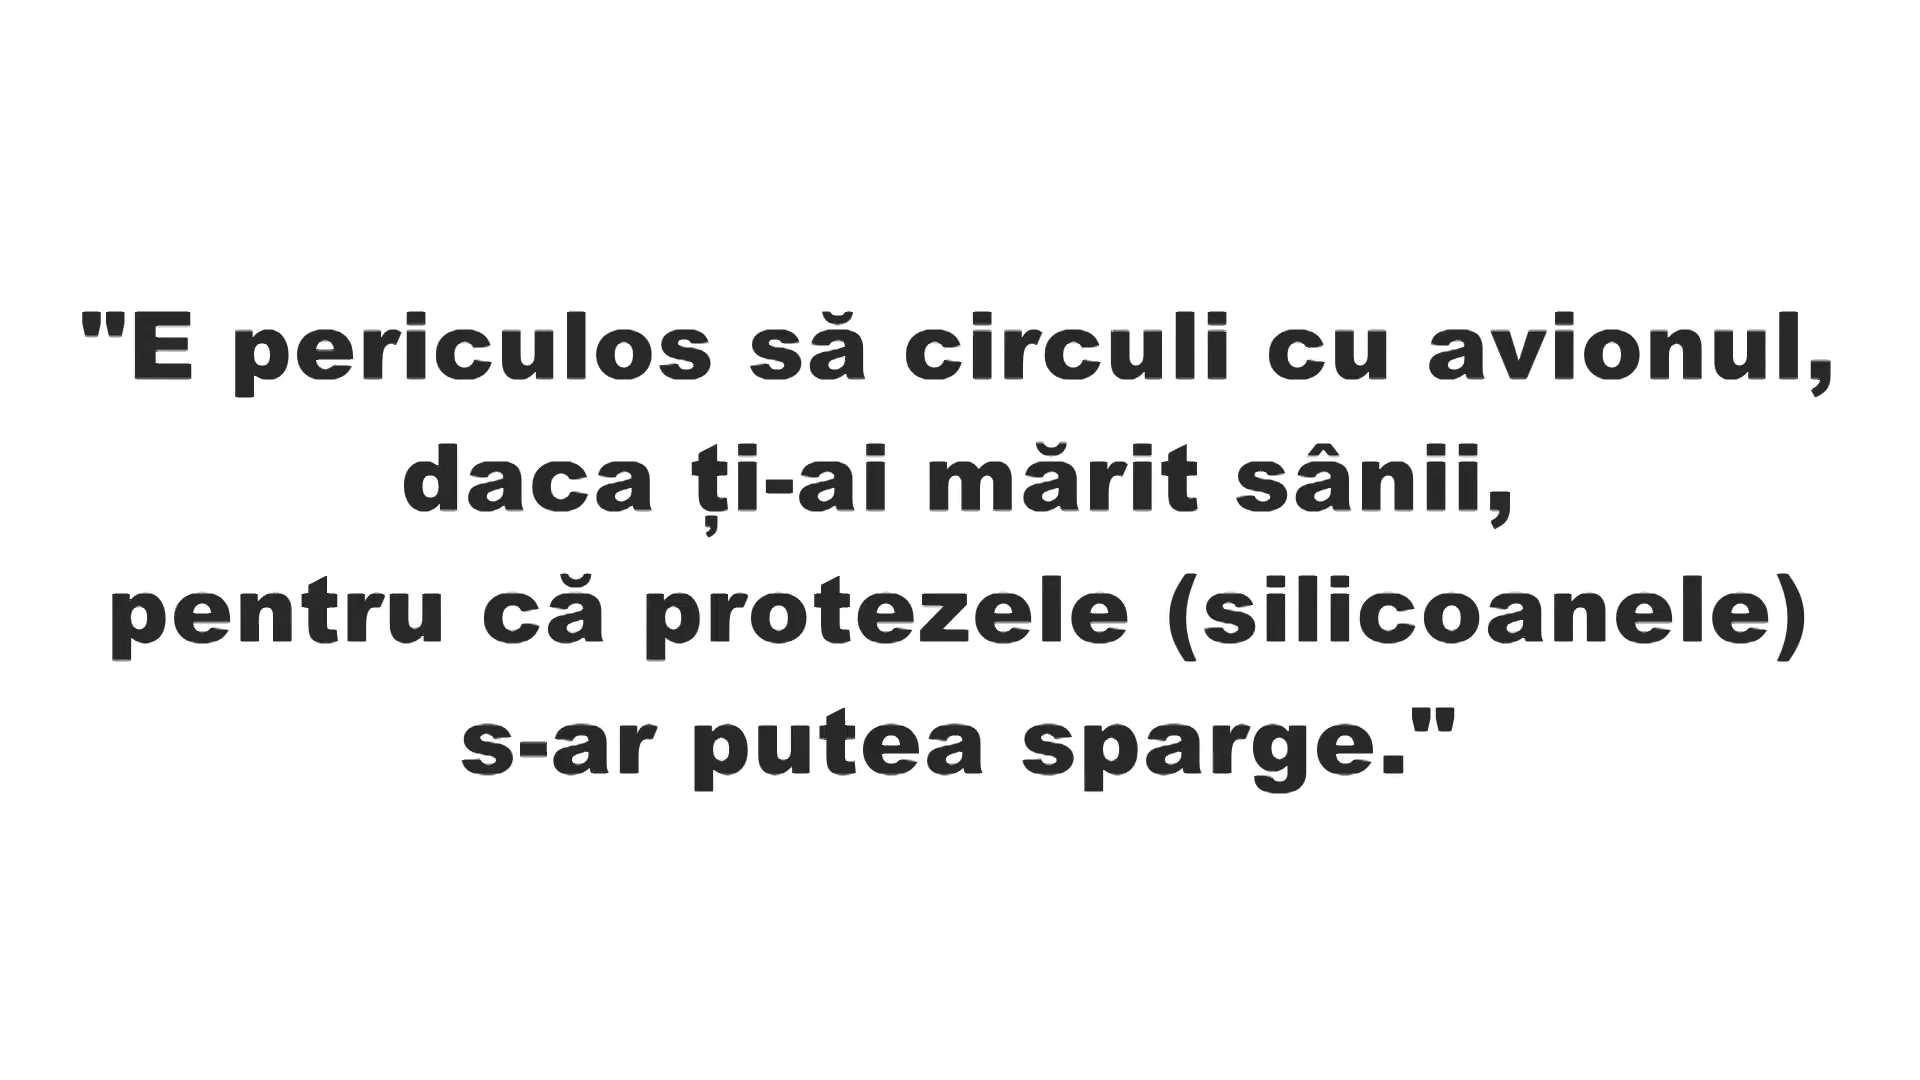 "E periculos să circuli cu avionul,
daca ți-ai mărit sânii,
pentru că protezele (silicoanele)
s-ar putea sparge."